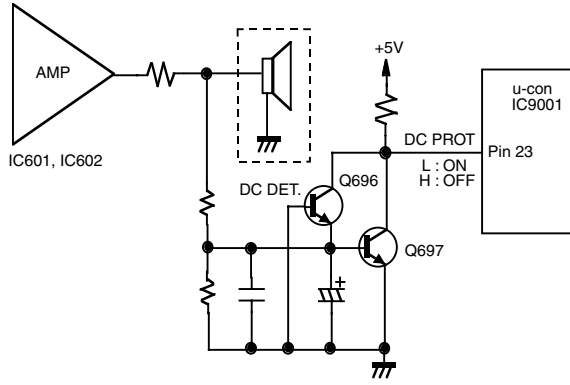 +5V
AMP
u-con
IC9001
DC PROT
Pin 23
L : ON
H : OFF
IC601, IC602
DC DET.
Q696
Q697
+